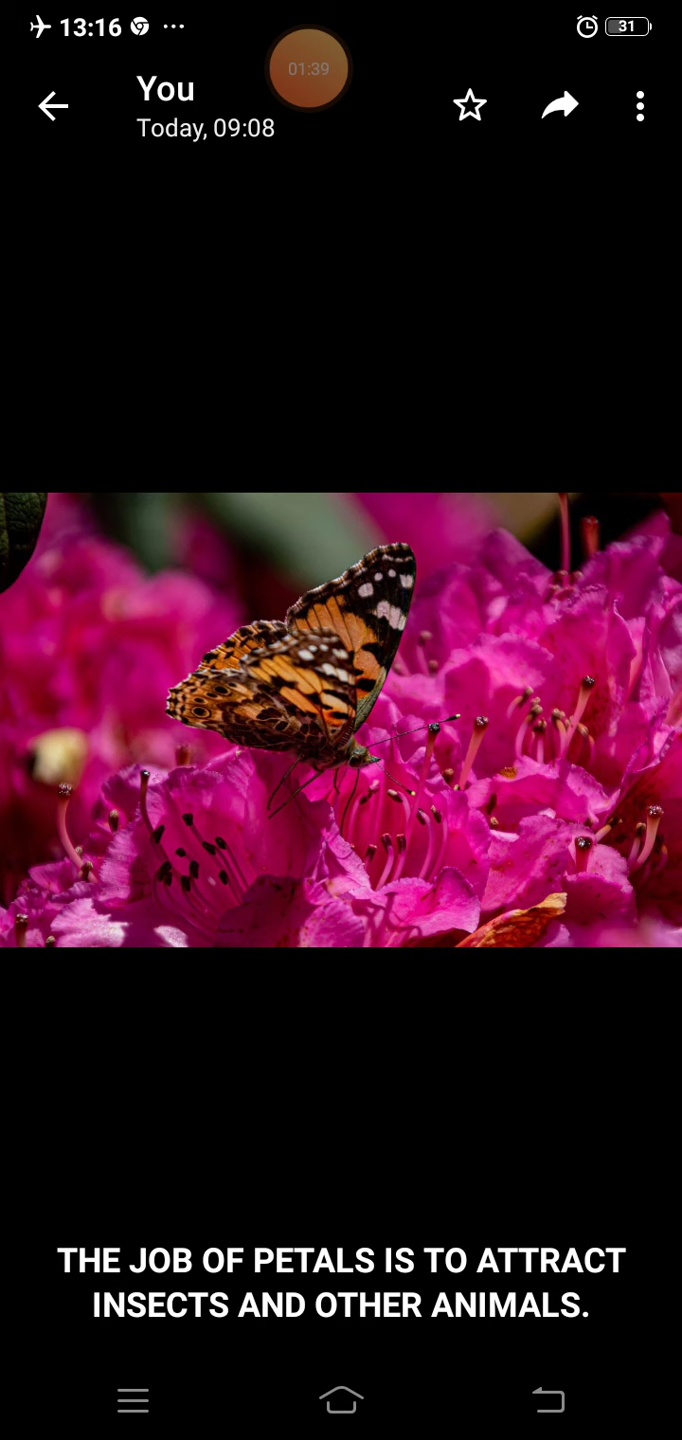 13:16
31
01:39
You
Today, 09:08
THE JOB OF PETALS IS TO ATTRACT
INSECTS AND OTHER ANIMALS.